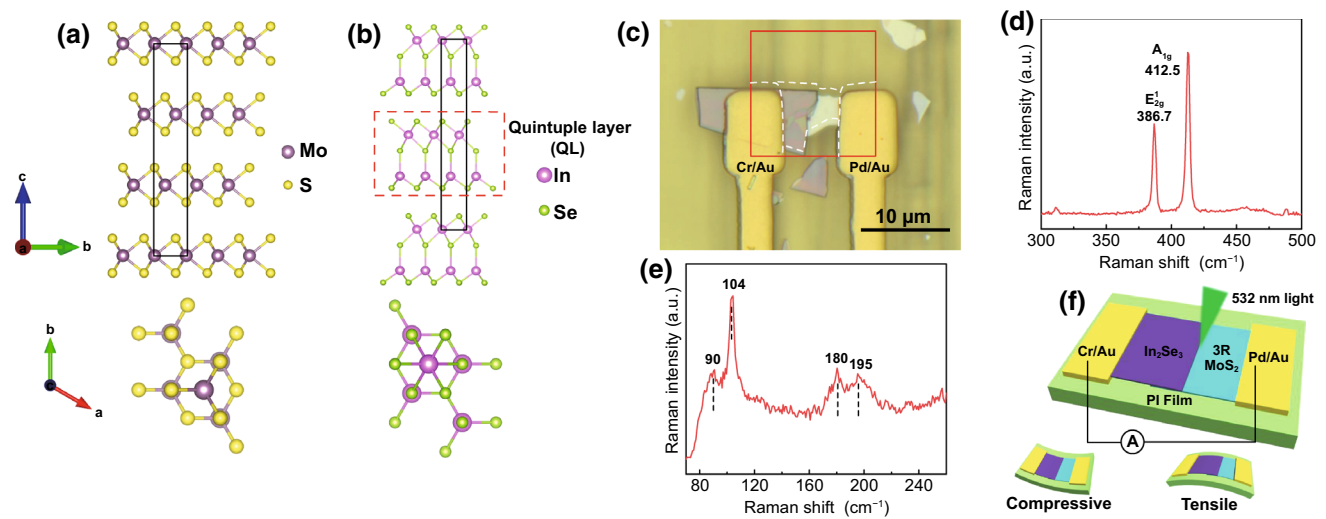 (a)
Mo
S
c
b
a
b
c
a
(b)
Quintuple layer
(QL)
In
Se
(c)
Cr/Au
Pd/Au
10 μm
(d)
Raman intensity (a.u.)
A1g
412.5
E¹2g
386.7
300 350 400 450 500
Raman shift (cm⁻¹)
(e)
Raman intensity (a.u.)
104
90
180
195
80 120 160 200 240
Raman shift (cm⁻¹)
(f)
532 nm light
Cr/Au
In₂Se₃
3R
MoS₂
Pd/Au
PI Film
A
Compressive
Tensile